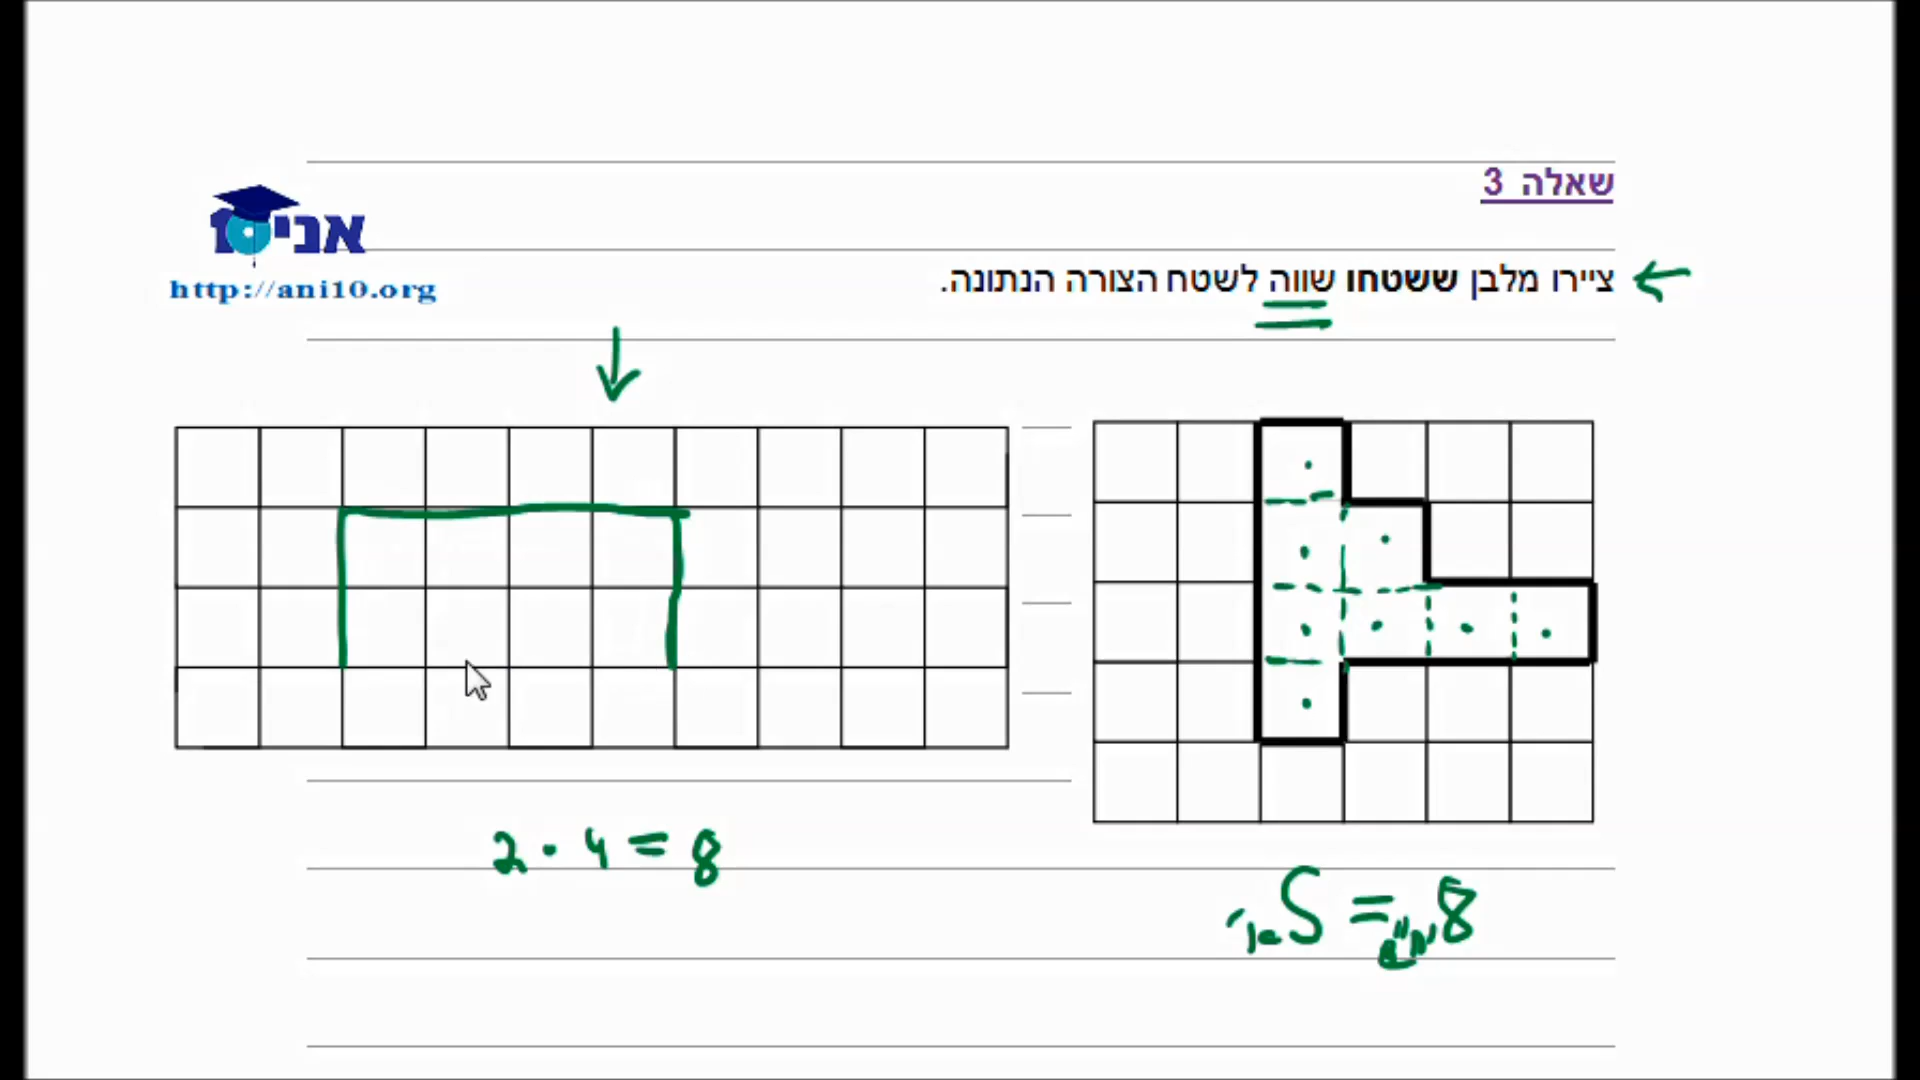 שאלה 3
אני10
http://ani10.org
ציירו מלבן ששטחו שווה לשטח הצורה הנתונה.
2 · 4 = 8
S = 8